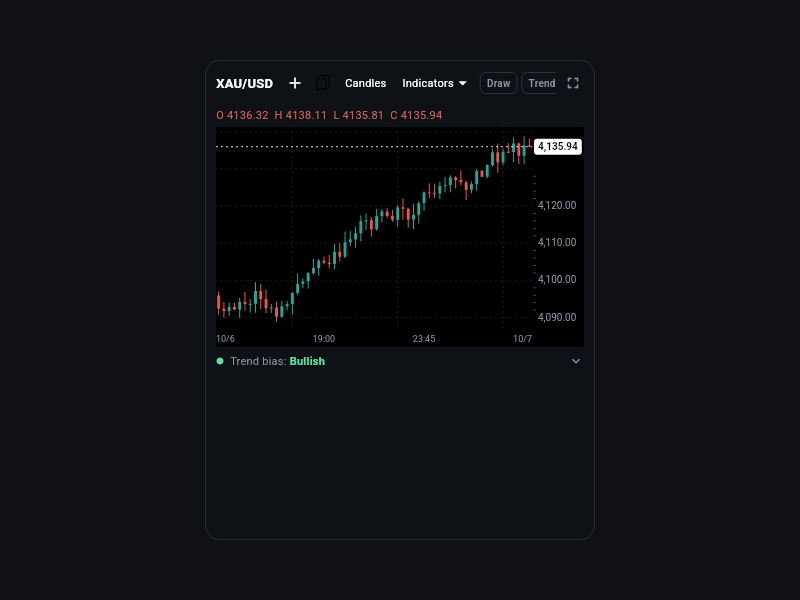 XAU/USD + Candles Indicators Draw Trend
O 4136.32 H 4138.11 L 4135.81 C 4135.94
4,135.94
4,120.00
4,110.00
4,100.00
4,090.00
10/6 19:00 23:45 10/7
Trend bias: Bullish